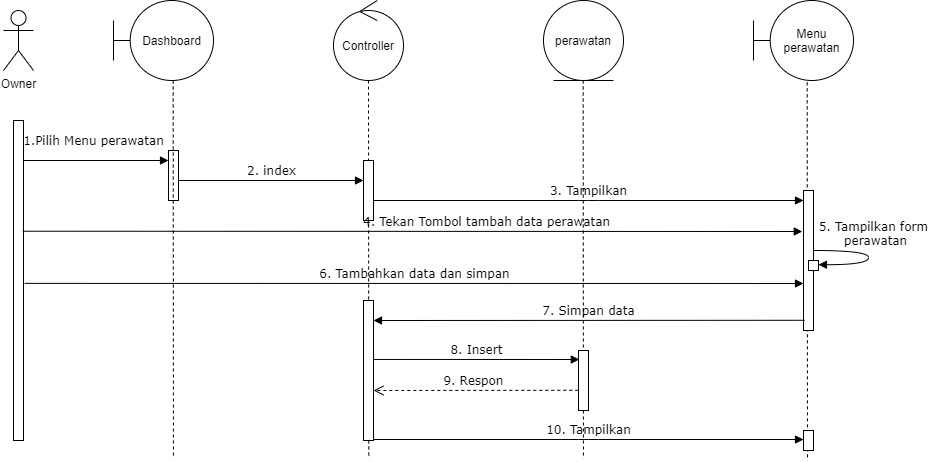 Owner
Dashboard
Controller
perawatan
Menu
perawatan
1.Pilih Menu perawatan
2. index
3. Tampilkan
4. Tekan Tombol tambah data perawatan
5. Tampilkan form
perawatan
6. Tambahkan data dan simpan
7. Simpan data
8. Insert
9. Respon
10. Tampilkan